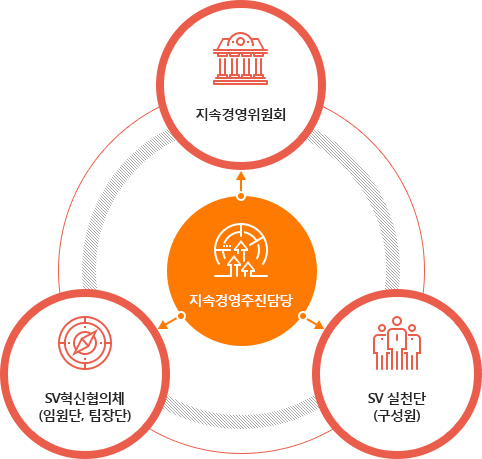 지속경영위원회
지속경영추진담당
SV혁신협의체
(임원단, 팀장단)
SV 실천단
(구성원)